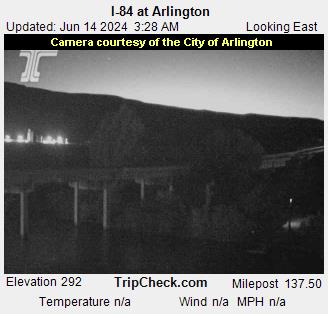 I-84 at Arlington
Updated: Jun 14 2024 3:28 AM Looking East
Camera courtesy of the City of Arlington
Elevation 292 TripCheck.com Milepost 137.50
Temperature n/a Wind n/a MPH n/a